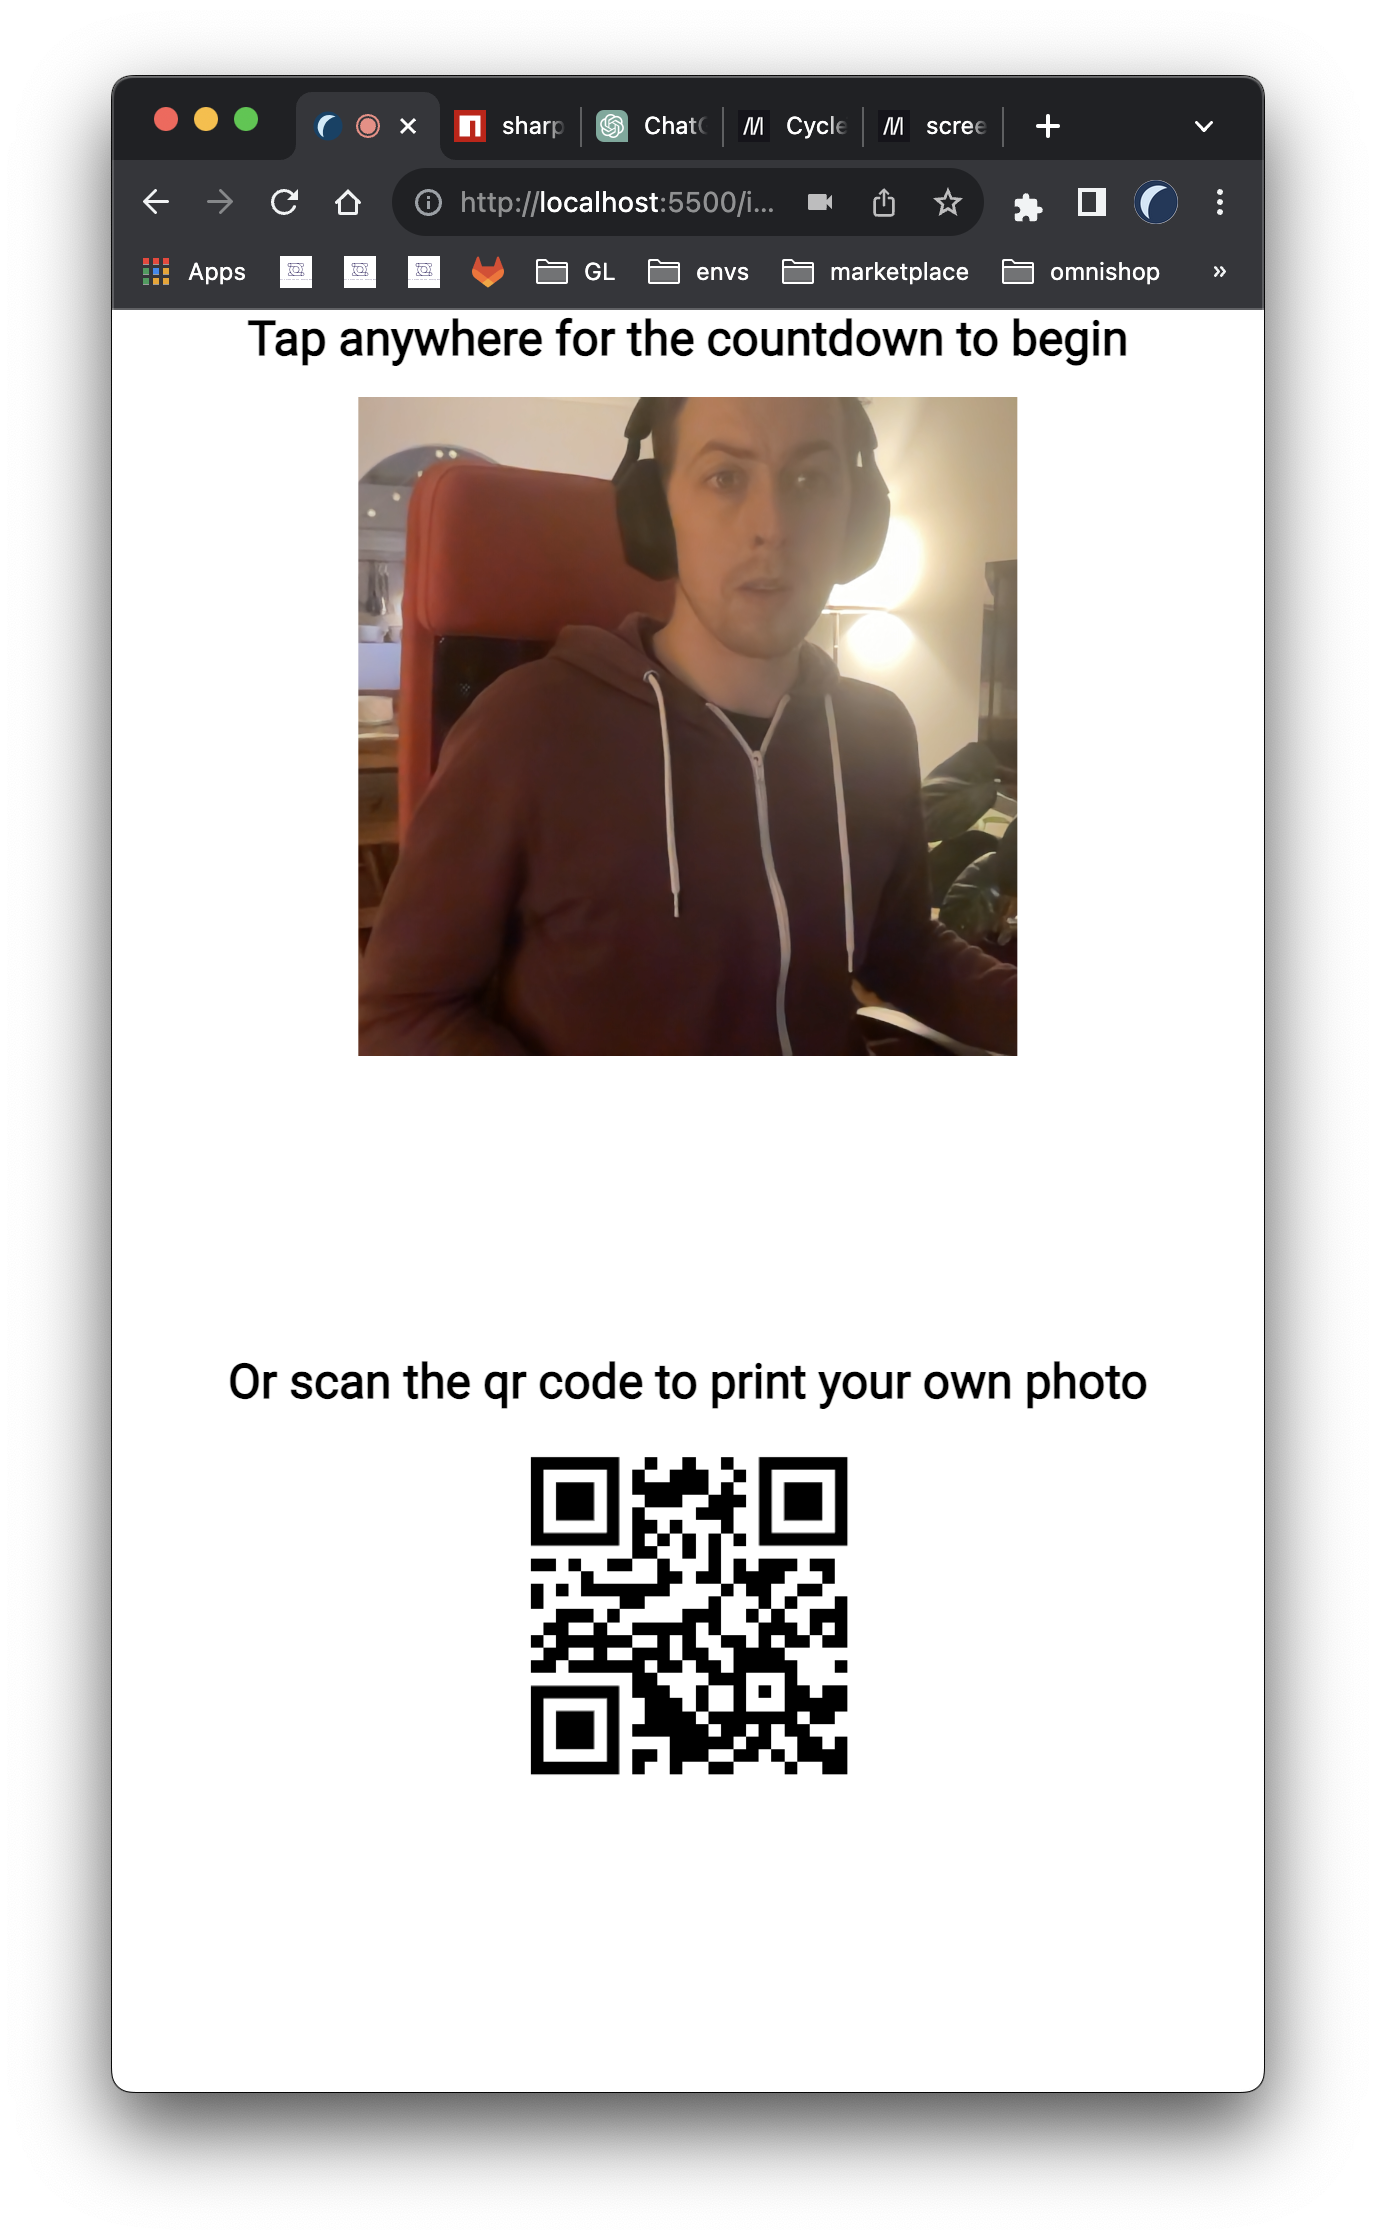 sharp
Chat
Cycle
scree
http://localhost:5500/i...
Apps
GL
envs
marketplace
omnishop
»
Tap anywhere for the countdown to begin
Or scan the qr code to print your own photo